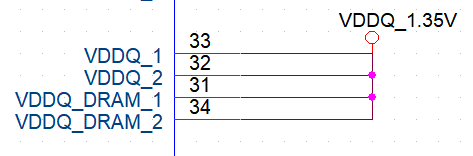 VDDQ_1.35V
33
VDDQ_1
32
VDDQ_2
31
VDDQ_DRAM_1
34
VDDQ_DRAM_2